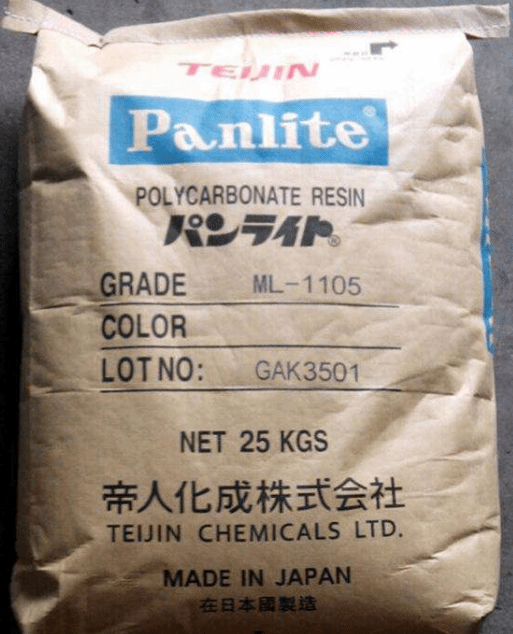 TEIJIN
Panlite®
POLYCARBONATE RESIN
パンライト®
GRADE ML-1105
COLOR
LOT NO: GAK3501
NET 25 KGS
帝人化成株式会社
TEIJIN CHEMICALS LTD.
MADE IN JAPAN
在日本國製造